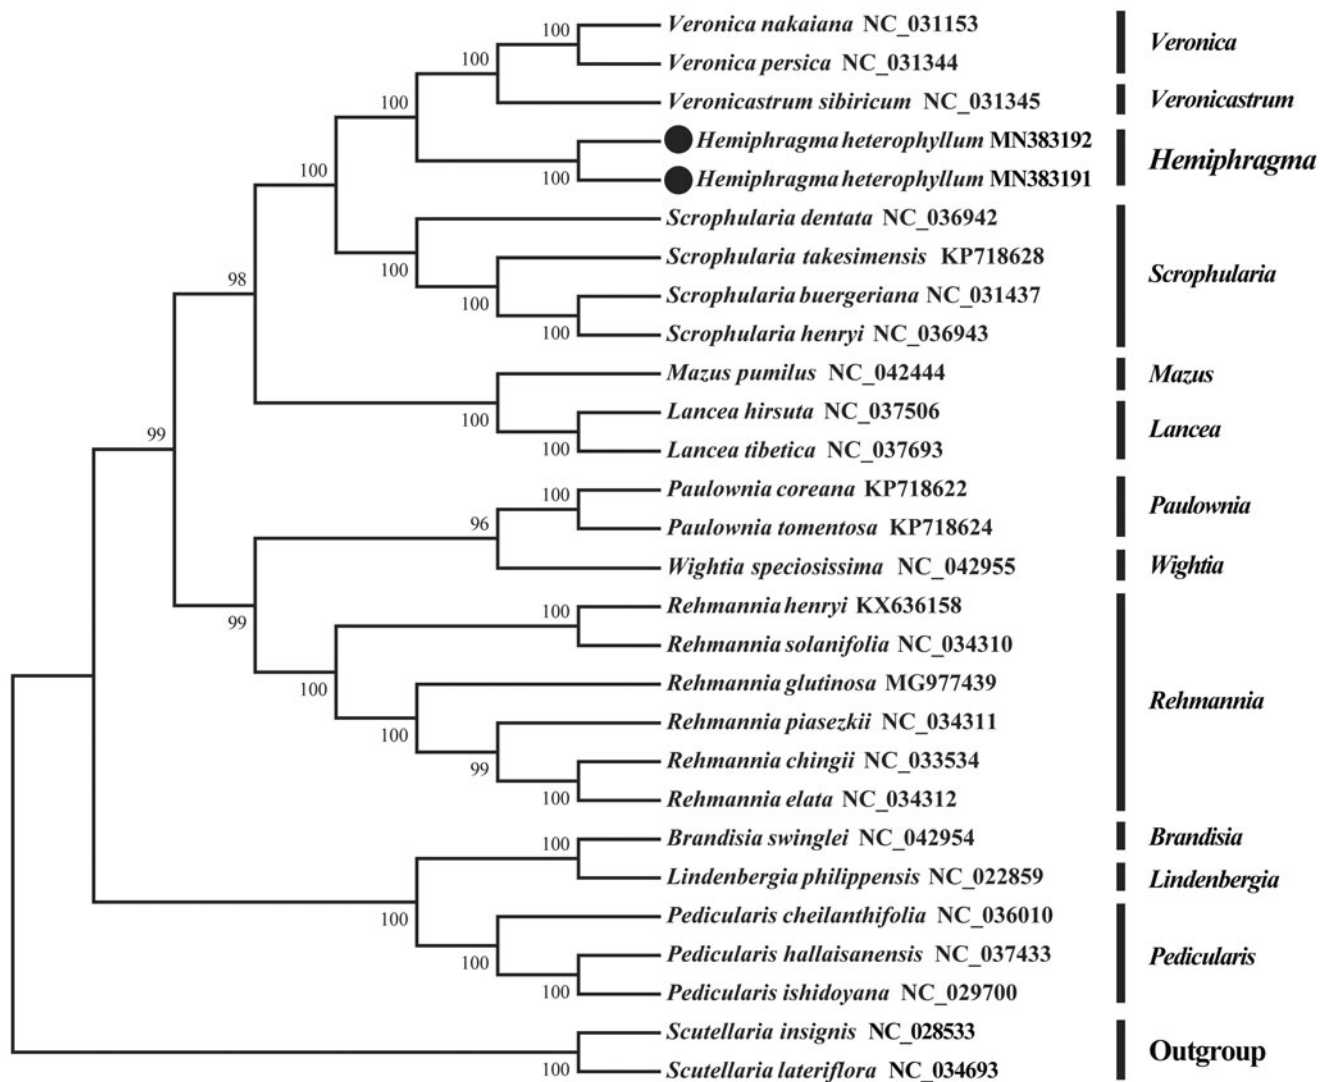 100 Veronica nakaiana NC_031153
100 Veronica persica NC_031344
Veronica
100 Veronicastrum sibiricum NC_031345
Veronicastrum
Hemiphragma heterophyllum MN383192
100 100 Hemiphragma heterophyllum MN383191
Hemiphragma
Scrophularia dentata NC_036942
100 Scrophularia takesimensis KP718628
98 100 Scrophularia buergeriana NC_031437
100 Scrophularia henryi NC_036943
Scrophularia
Mazus pumilus NC_042444
Mazus
100 Lancea hirsuta NC_037506
99 100 Lancea tibetica NC_037693
Lancea
100 Paulownia coreana KP718622
96 Paulownia tomentosa KP718624
Paulownia
Wightia speciosissima NC_042955
Wightia
99 100 Rehmannia henryi KX636158
Rehmannia solanifolia NC_034310
100 Rehmannia glutinosa MG977439
100 Rehmannia piasezkii NC_034311
99 Rehmannia chingii NC_033534
100 Rehmannia elata NC_034312
Rehmannia
100 Brandisia swinglei NC_042954
Brandisia
Lindenbergia philippensis NC_022859
Lindenbergia
100 Pedicularis cheilanthifolia NC_036010
100 Pedicularis hallaisanensis NC_037433
100 Pedicularis ishidoyana NC_029700
Pedicularis
Scutellaria insignis NC_028533
100 Scutellaria lateriflora NC_034693
Outgroup